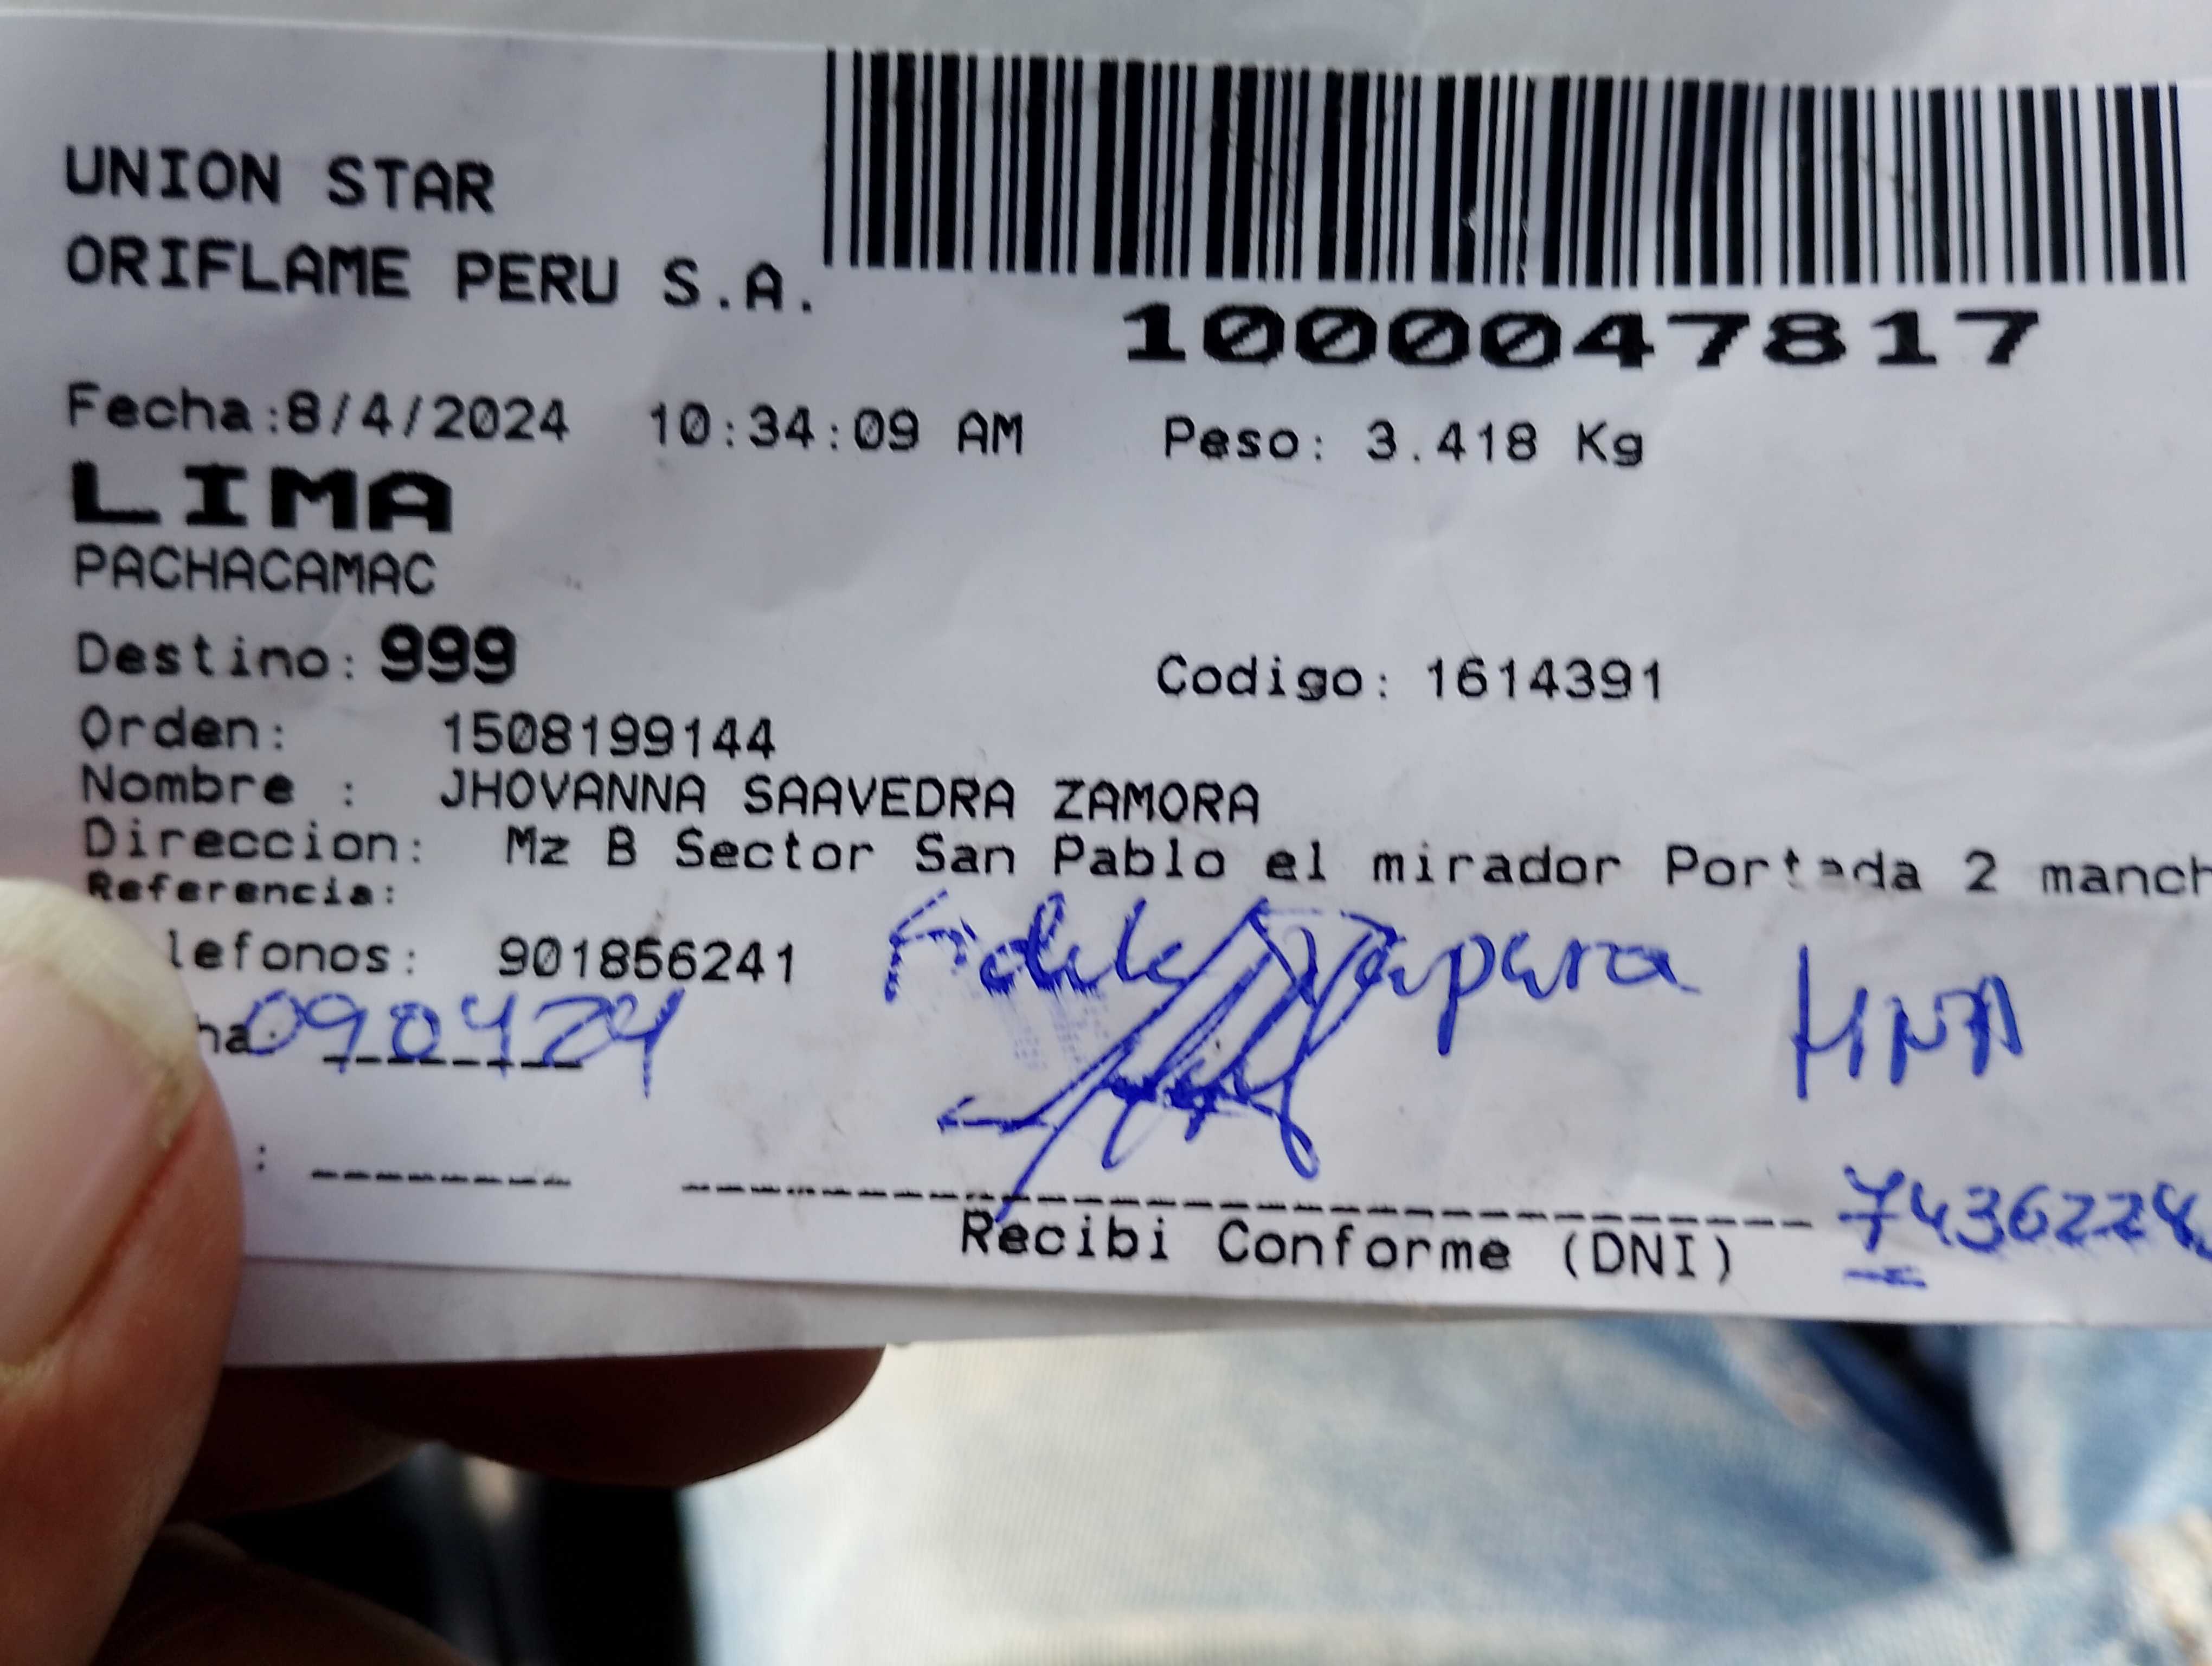 UNION STAR
ORIFLAME PERU S.A.
1000047817
Fecha:8/4/2024 10:34:09 AM Peso: 3.418 Kg
LIMA
PACHACAMAC
Destino: 999 Codigo: 1614391
Orden: 1508199144
Nombre : JHOVANNA SAAVEDRA ZAMORA
Direccion: Mz B Sector San Pablo el mirador Portada 2 manch
Referencia:
lefonos: 901856241
ha: 090424
Recibi Conforme (DNI)